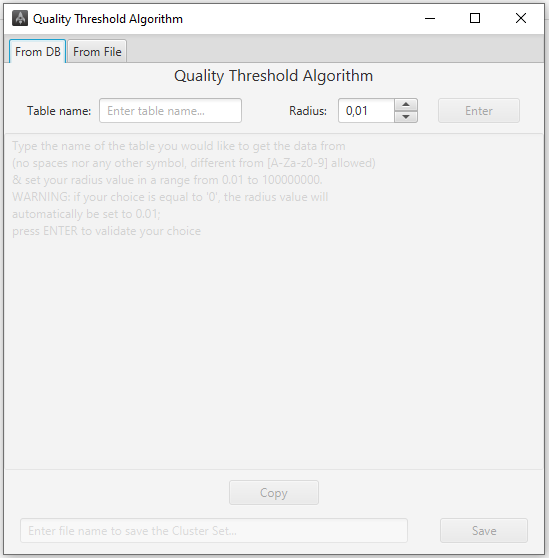 Quality Threshold Algorithm
From DB From File
Quality Threshold Algorithm
Table name: Enter table name... Radius: 0,01 Enter
Type the name of the table you would like to get the data from
(no spaces nor any other symbol, different from [A-Za-z0-9] allowed)
& set your radius value in a range from 0.01 to 100000000.
WARNING: if your choice is equal to '0', the radius value will
automatically be set to 0.01;
press ENTER to validate your choice
Copy
Enter file name to save the Cluster Set... Save